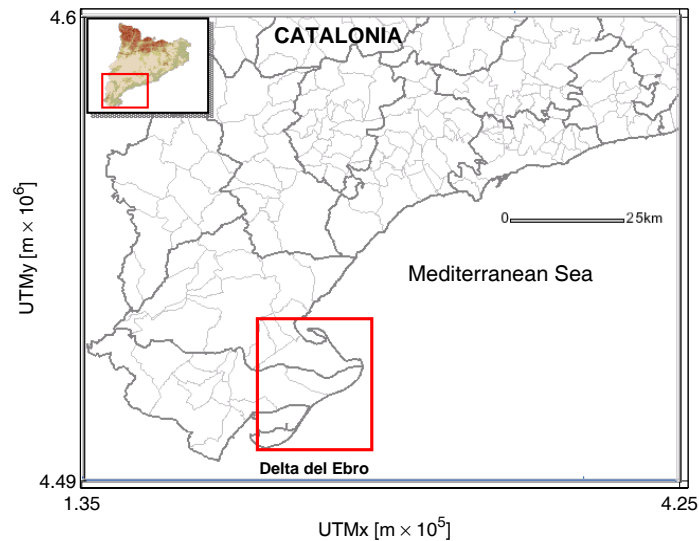 4.6
CATALONIA
0 25km
UTMy [m × 10⁶]
Mediterranean Sea
Delta del Ebro
4.49
1.35 4.25
UTMx [m × 10⁵]